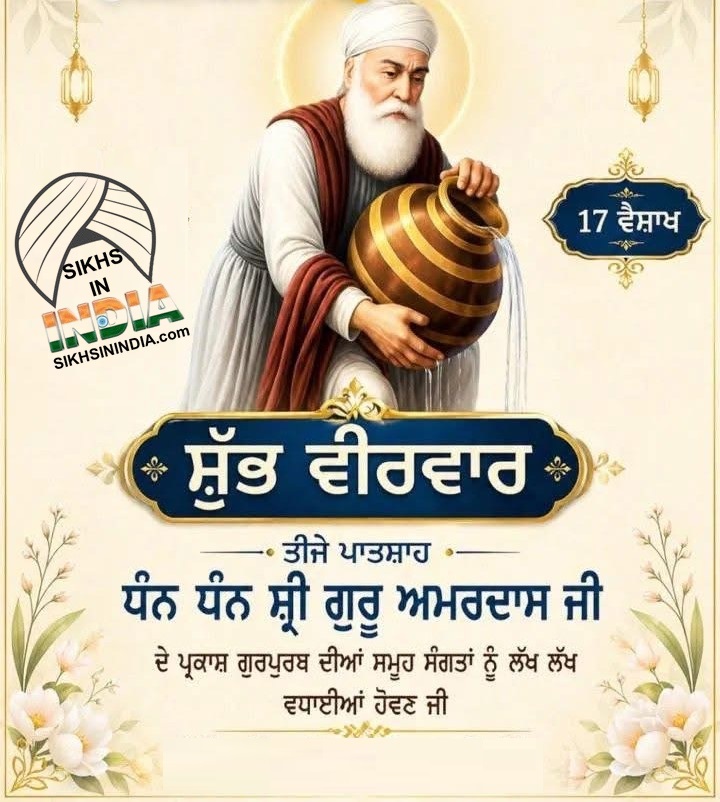 SIKHS
IN
INDIA
SIKHSININDIA.com
17 ਵੈਸ਼ਾਖ
ਸ਼ੁੱਭ ਵੀਰਵਾਰ
ਤੀਜੇ ਪਾਤਸ਼ਾਹ
ਧੰਨ ਧੰਨ ਸ਼੍ਰੀ ਗੁਰੂ ਅਮਰਦਾਸ ਜੀ
ਦੇ ਪ੍ਰਕਾਸ਼ ਗੁਰਪੁਰਬ ਦੀਆਂ ਸਮੂਹ ਸੰਗਤਾਂ ਨੂੰ ਲੱਖ ਲੱਖ
ਵਧਾਈਆਂ ਹੋਵਣ ਜੀ